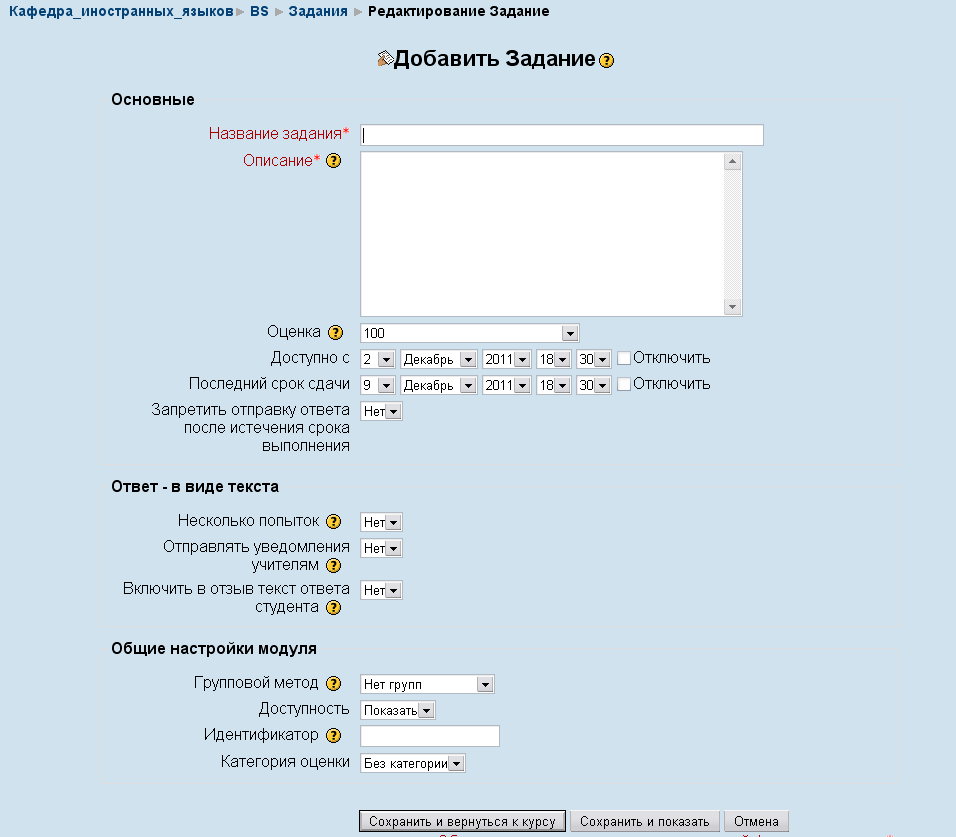 Кафедра_иностранных_языков ► BS ► Задания ► Редактирование Задание
Добавить Задание
Основные
Название задания*
Описание*
Оценка 100
Доступно с 2 Декабрь 2011 18 30 Отключить
Последний срок сдачи 9 Декабрь 2011 18 30 Отключить
Запретить отправку ответа Нет
после истечения срока
выполнения
Ответ - в виде текста
Несколько попыток Нет
Отправлять уведомления Нет
учителям
Включить в отзыв текст ответа Нет
студента
Общие настройки модуля
Групповой метод Нет групп
Доступность Показать
Идентификатор
Категория оценки Без категории
Сохранить и вернуться к курсу Сохранить и показать Отмена